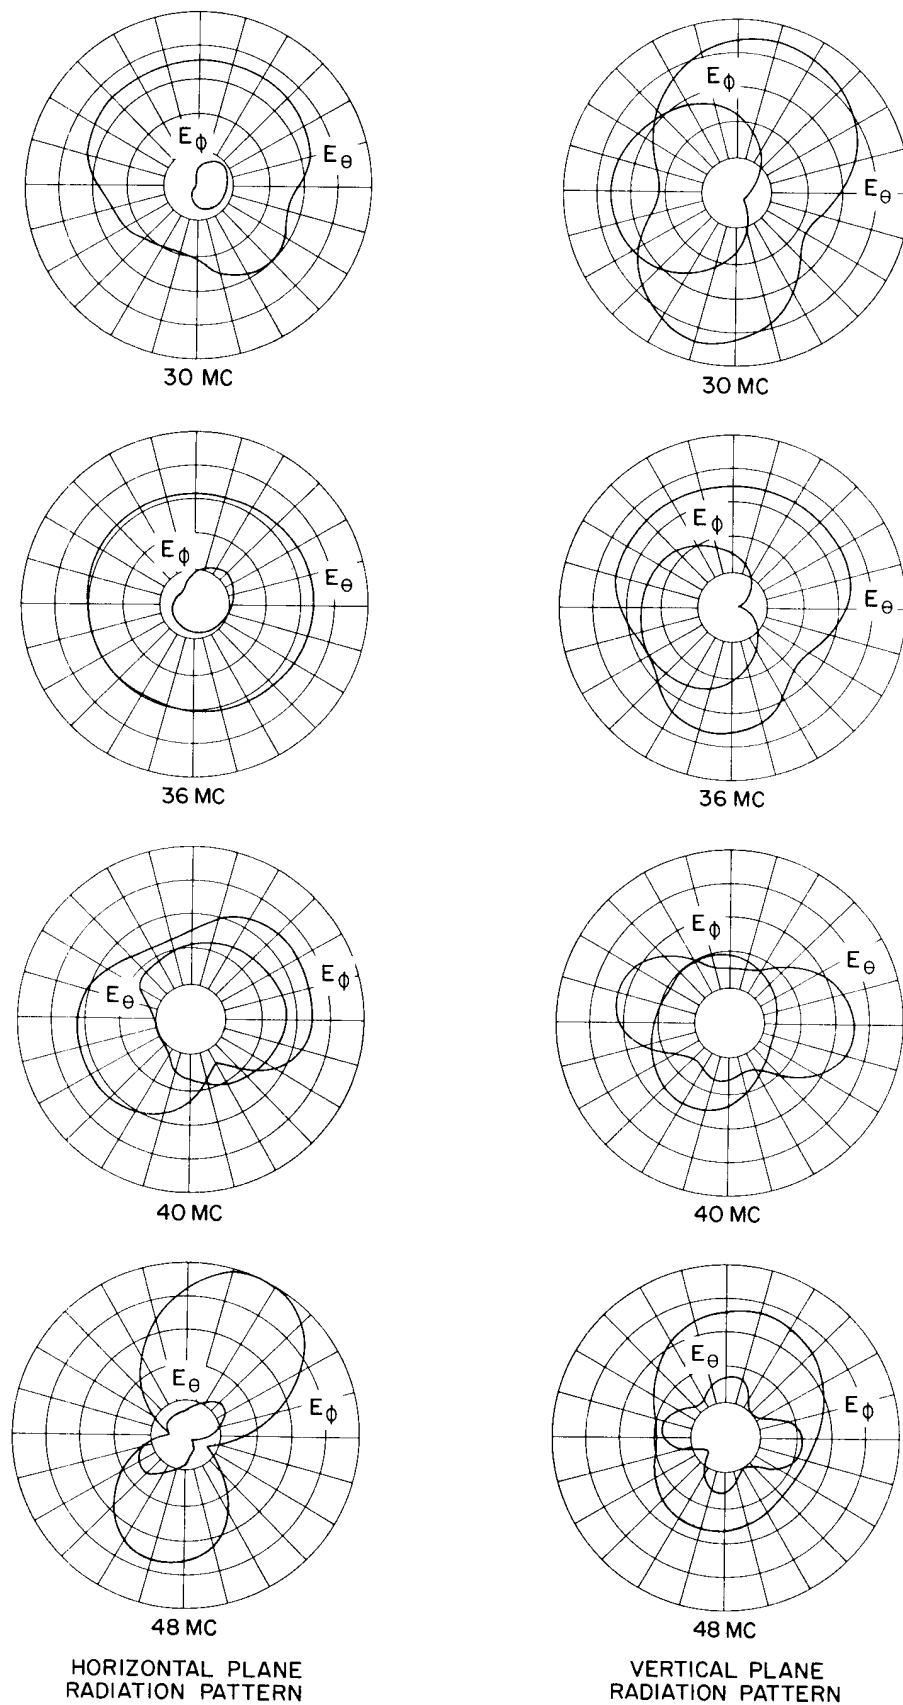 Eϕ
Eθ
30 MC
Eϕ
Eθ
30 MC
Eϕ
Eθ
36 MC
Eϕ
Eθ
36 MC
Eθ
Eϕ
40 MC
Eϕ
Eθ
40 MC
Eθ
Eϕ
48 MC
Eθ
Eϕ
48 MC
HORIZONTAL PLANE
RADIATION PATTERN
VERTICAL PLANE
RADIATION PATTERN